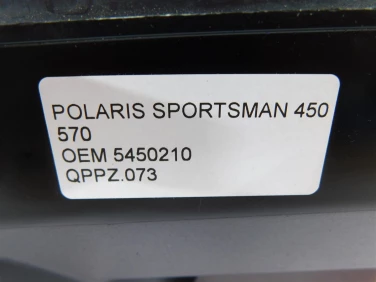 POLARIS SPORTSMAN 450
570
OEM 5450210
QPPZ.073